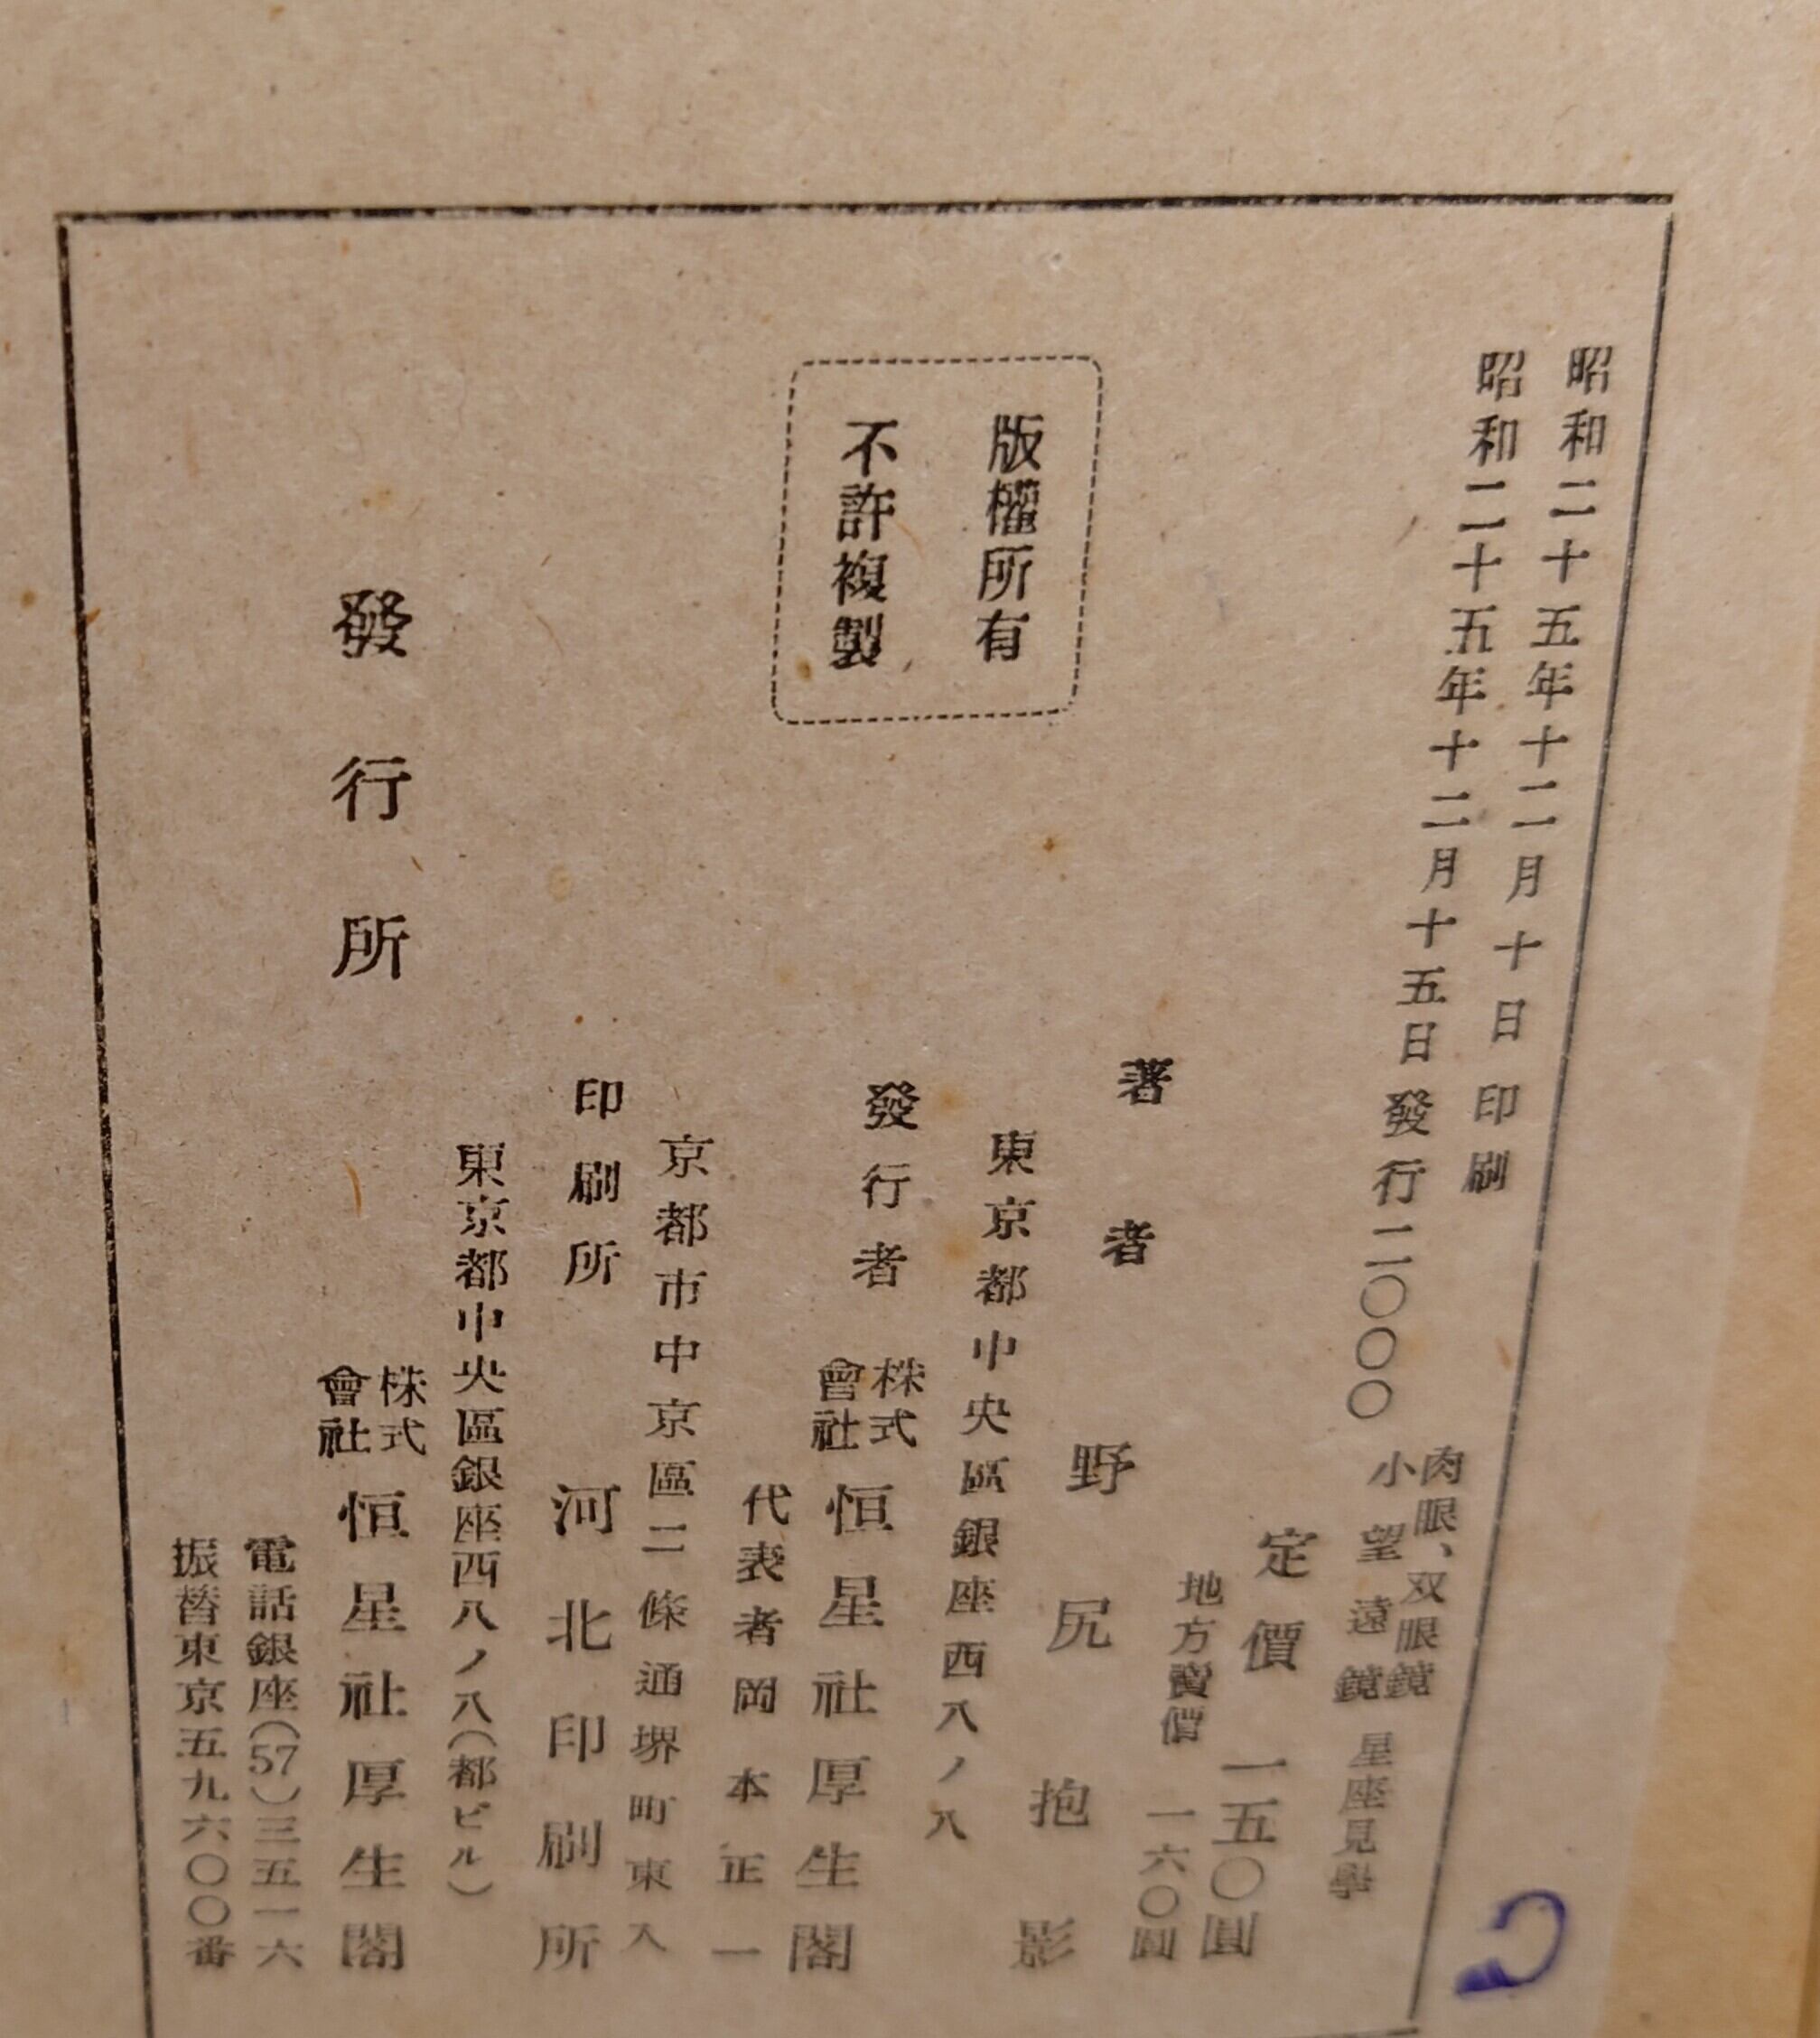 昭和二十五年十二月十日印刷
昭和二十五年十二月十五日發行二〇〇〇
肉眼、双眼鏡
小望遠鏡
星座見學
定價 一五〇圓
地方賣價 一六〇圓
版權所有
不許複製
著者 野尻抱影
東京都中央區銀座西八ノ八
發行者 株式會社 恒星社厚生閣
代表者岡本正一
京都市中京區二條通堺町東入
印刷所 河北印刷所
東京都中央區銀座西八ノ八(都ビル)
發行所 株式會社 恒星社厚生閣
電話銀座(57)三五一六
振替東京五九六〇〇番